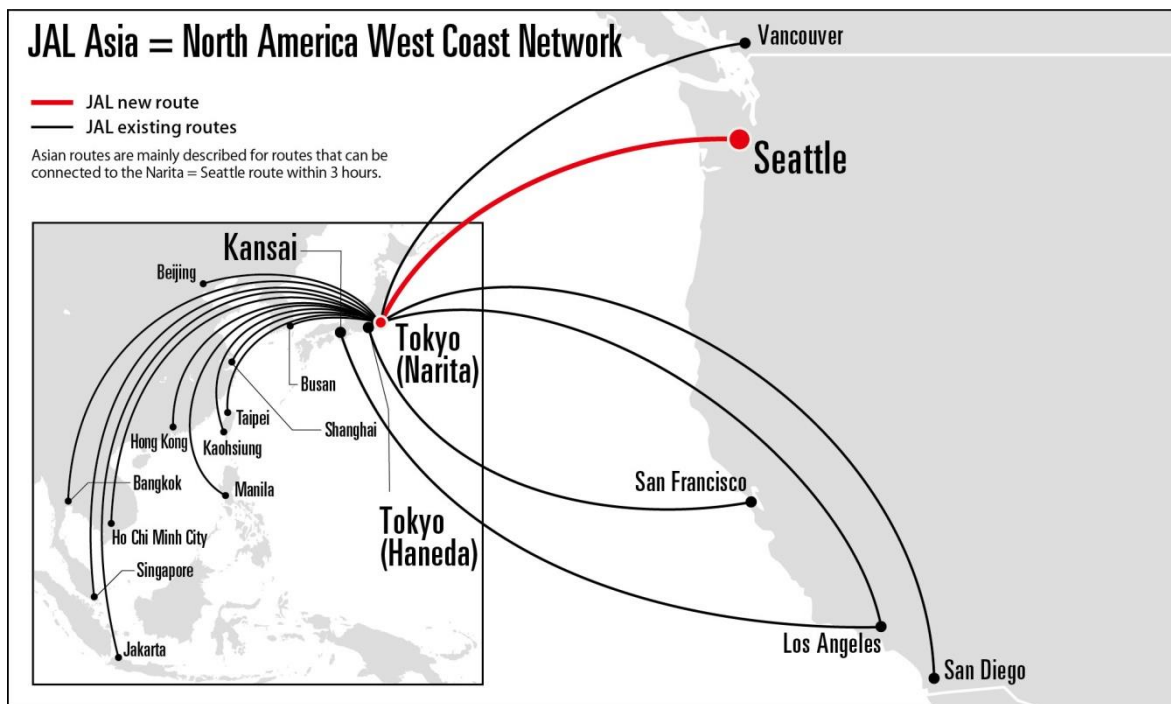 JAL Asia = North America West Coast Network
JAL new route
JAL existing routes
Asian routes are mainly described for routes that can be
connected to the Narita = Seattle route within 3 hours.
Vancouver
Seattle
Kansai
Beijing
Tokyo
(Narita)
Busan
Taipei
Shanghai
Hong Kong
Kaohsiung
Bangkok
Manila
Ho Chi Minh City
Tokyo
(Haneda)
Singapore
Jakarta
San Francisco
Los Angeles
San Diego